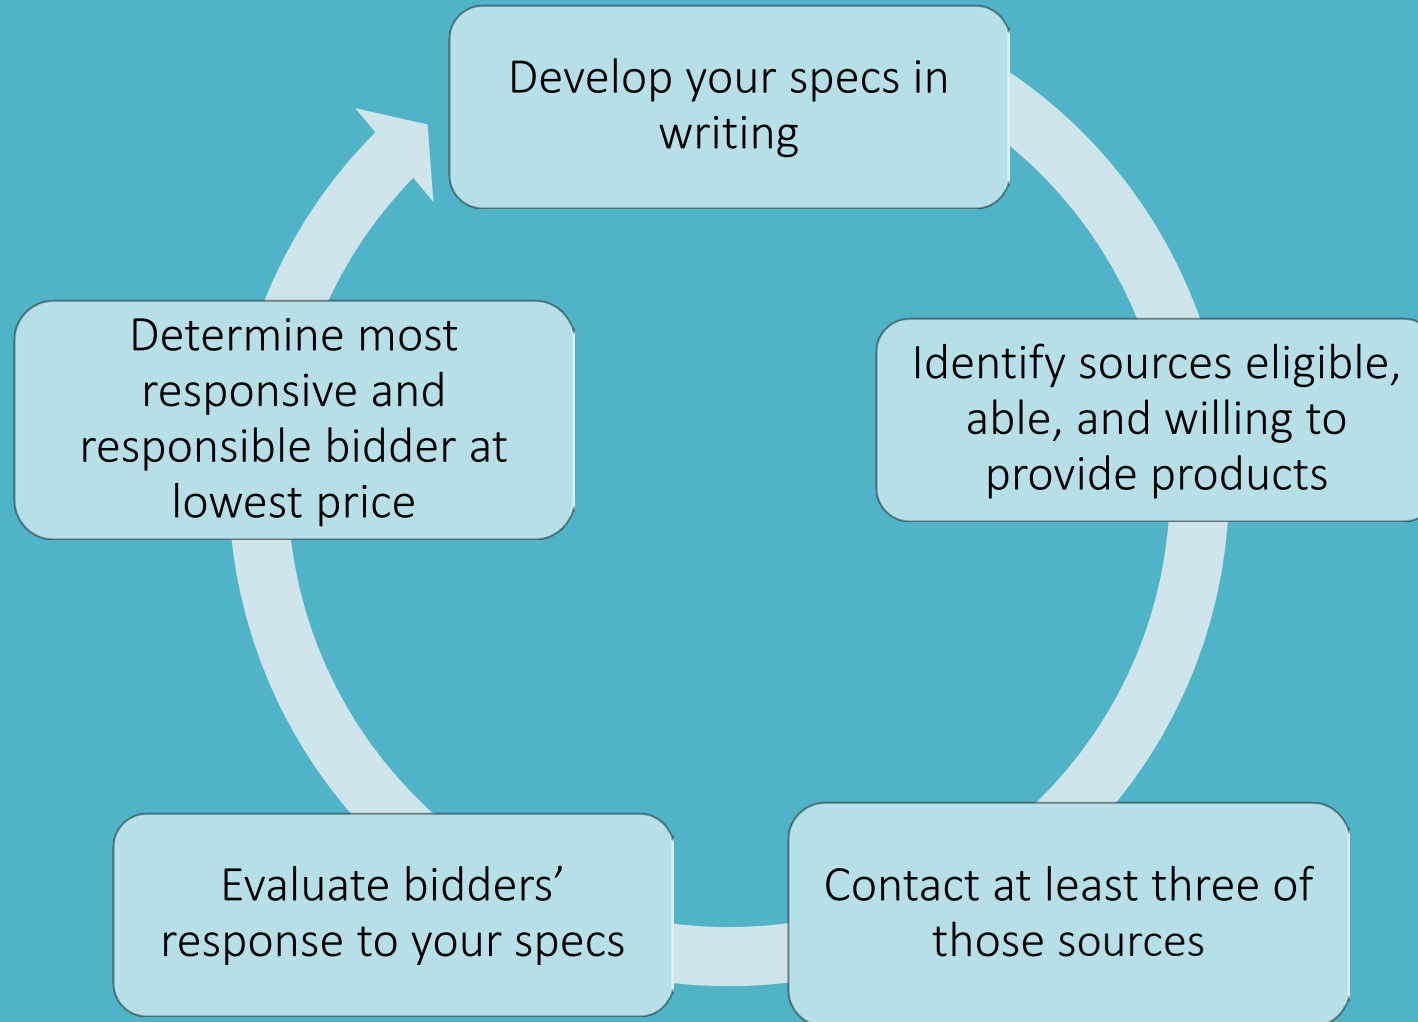 Develop your specs in
writing
Identify sources eligible,
able, and willing to
provide products
Contact at least three of
those sources
Evaluate bidders’
response to your specs
Determine most
responsive and
responsible bidder at
lowest price